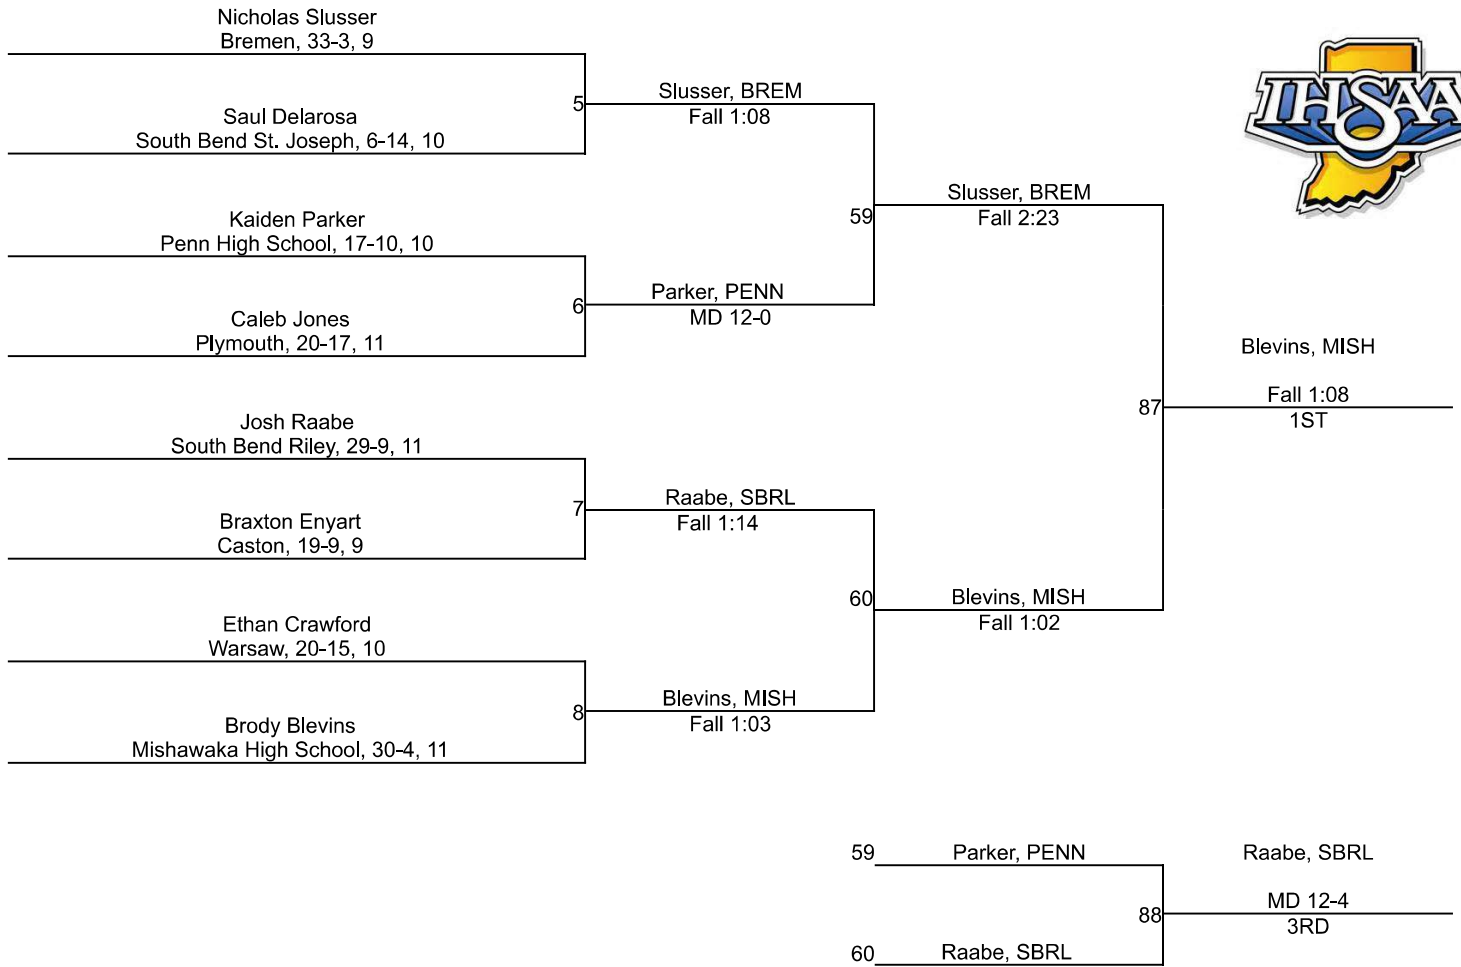 Nicholas Slusser
Bremen, 33-3, 9
Saul Delarosa
South Bend St. Joseph, 6-14, 10
5
Slusser, BREM
Fall 1:08
Kaiden Parker
Penn High School, 17-10, 10
Caleb Jones
Plymouth, 20-17, 11
6
Parker, PENN
MD 12-0
59
Slusser, BREM
Fall 2:23
Josh Raabe
South Bend Riley, 29-9, 11
Braxton Enyart
Caston, 19-9, 9
7
Raabe, SBRL
Fall 1:14
Ethan Crawford
Warsaw, 20-15, 10
Brody Blevins
Mishawaka High School, 30-4, 11
8
Blevins, MISH
Fall 1:03
60
Blevins, MISH
Fall 1:02
87
Blevins, MISH
Fall 1:08
1ST
IHSAA
59
Parker, PENN
60
Raabe, SBRL
88
Raabe, SBRL
MD 12-4
3RD